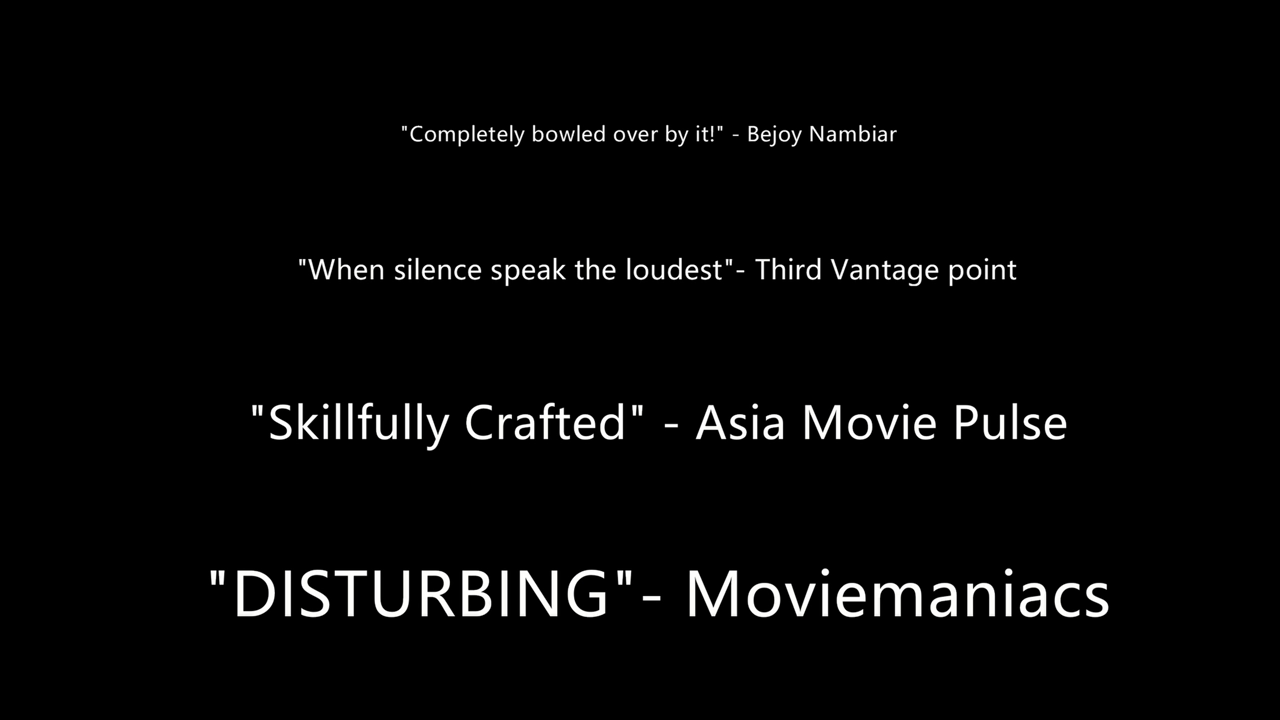 "Completely bowled over by it!" - Bejoy Nambiar
"When silence speak the loudest"- Third Vantage point
"Skillfully Crafted" - Asia Movie Pulse
"DISTURBING"- Moviemaniacs